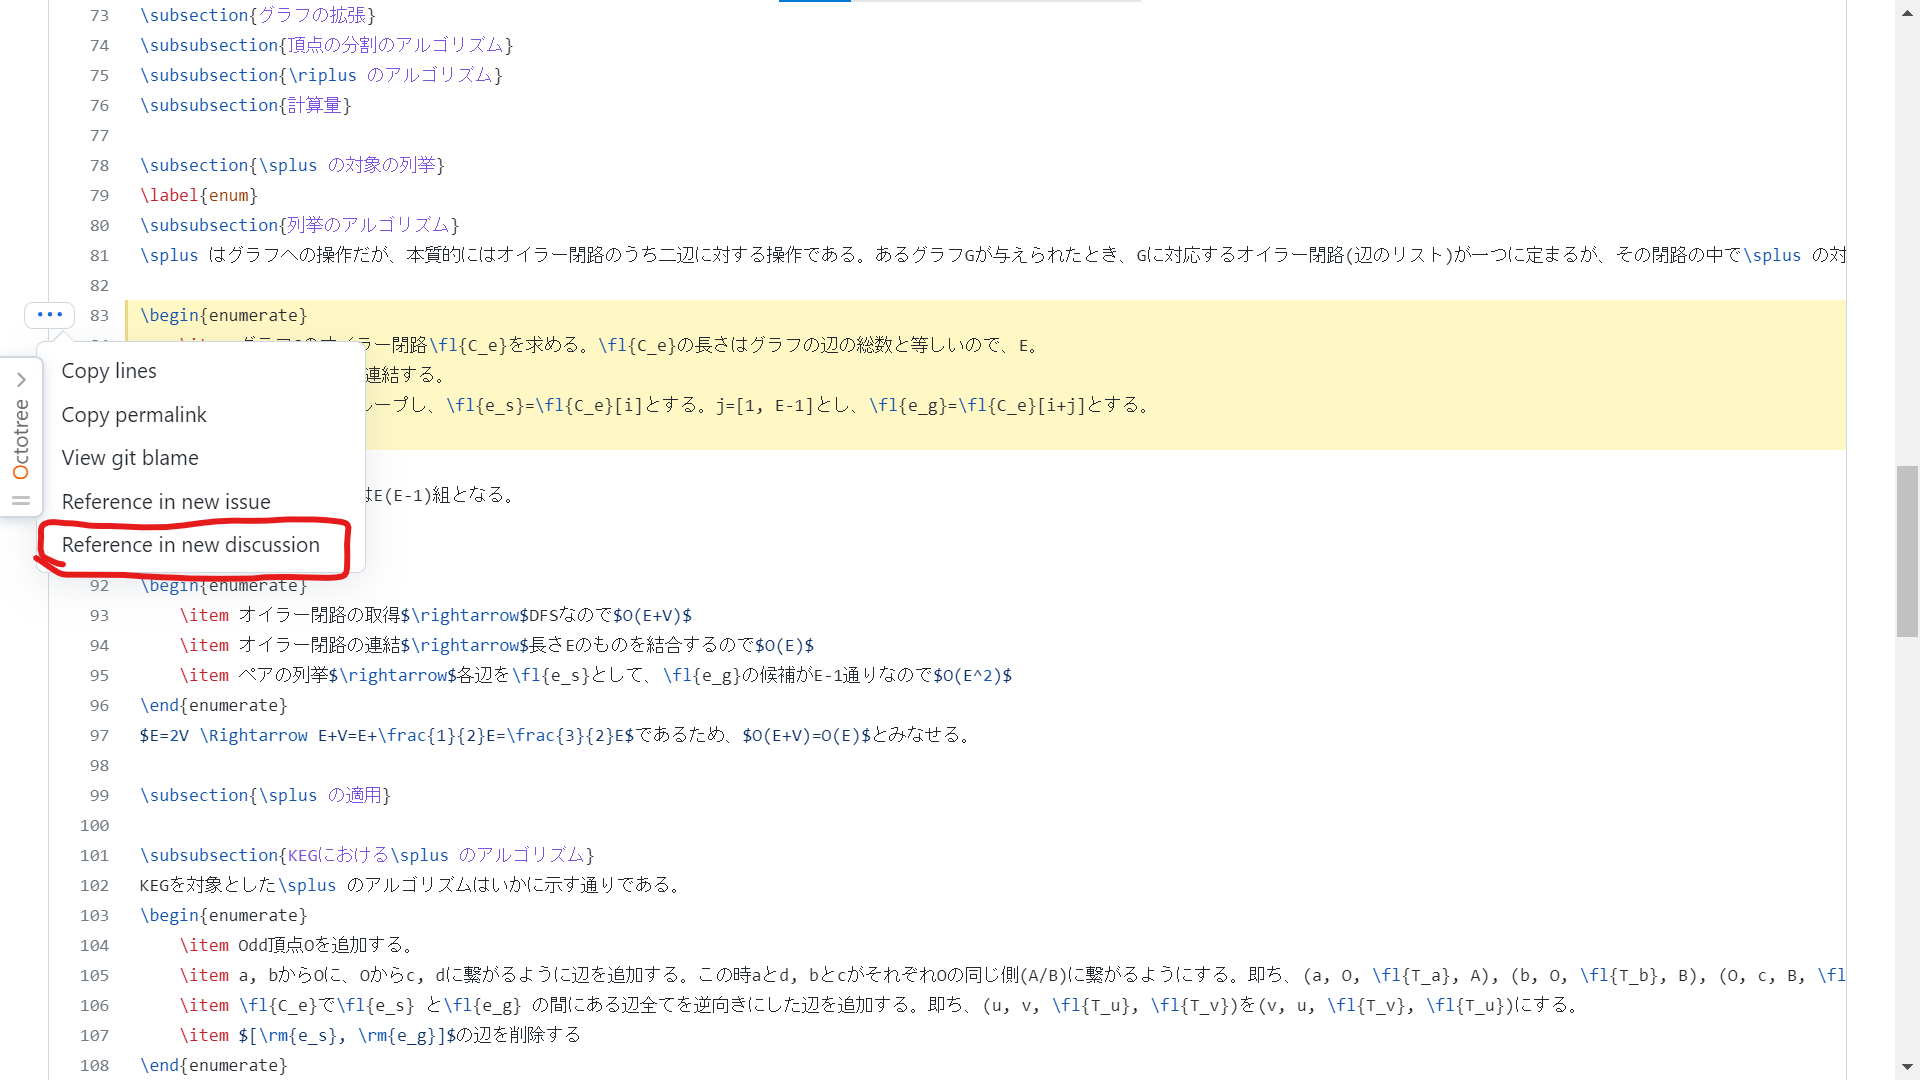 73 \subsection{グラフの拡張}
74 \subsubsection{頂点の分割のアルゴリズム}
75 \subsubsection{\riplus のアルゴリズム}
76 \subsubsection{計算量}
77
78 \subsection{\splus の対象の列挙}
79 \label{enum}
80 \subsubsection{列挙のアルゴリズム}
81 \splus はグラフへの操作だが、本質的にはオイラー閉路のうち二辺に対する操作である。あるグラフGが与えられたとき、Gに対応するオイラー閉路(辺のリスト)が一つに定まるが、その閉路の中で\splus の対
82
83 \begin{enumerate}
ラー閉路\fl{C_e}を求める。\fl{C_e}の長さはグラフの辺の総数と等しいので、E。
Copy lines
連結する。
Copy permalink
ープし、\fl{e_s}=\fl{C_e}[i]とする。j=[1, E-1]とし、\fl{e_g}=\fl{C_e}[i+j]とする。
Octotree
View git blame
Reference in new issue
はE(E-1)組となる。
Reference in new discussion
92 \begin{enumerate}
93 \item オイラー閉路の取得$\rightarrow$DFSなので$O(E+V)$
94 \item オイラー閉路の連結$\rightarrow$長さEのものを結合するので$O(E)$
95 \item ペアの列挙$\rightarrow$各辺を\fl{e_s}として、\fl{e_g}の候補がE-1通りなので$O(E^2)$
96 \end{enumerate}
97 $E=2V \Rightarrow E+V=E+\frac{1}{2}E=\frac{3}{2}E$であるため、$O(E+V)=O(E)$とみなせる。
98
99 \subsection{\splus の適用}
100
101 \subsubsection{KEGにおける\splus のアルゴリズム}
102 KEGを対象とした\splus のアルゴリズムはいかに示す通りである。
103 \begin{enumerate}
104 \item Odd頂点Oを追加する。
105 \item a, bからOに、Oからc, dに繋がるように辺を追加する。この時aとd, bとcがそれぞれOの同じ側(A/B)に繋がるようにする。即ち、(a, O, \fl{T_a}, A), (b, O, \fl{T_b}, B), (O, c, B, \fl
106 \item \fl{C_e}で\fl{e_s} と\fl{e_g} の間にある辺全てを逆向きにした辺を追加する。即ち、(u, v, \fl{T_u}, \fl{T_v})を(v, u, \fl{T_v}, \fl{T_u})にする。
107 \item $[\rm{e_s}, \rm{e_g}]$の辺を削除する
108 \end{enumerate}